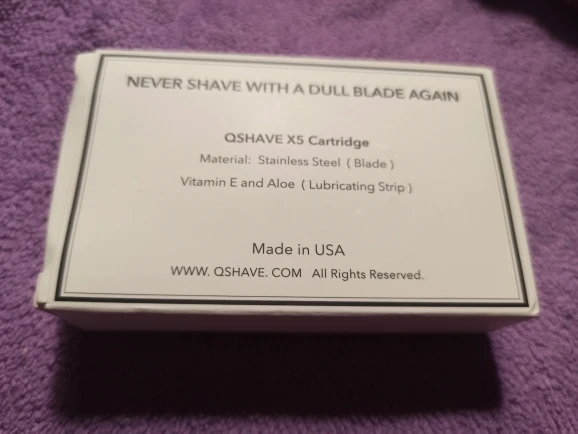 NEVER SHAVE WITH A DULL BLADE AGAIN
QSHAVE X5 Cartridge
Material: Stainless Steel ( Blade )
Vitamin E and Aloe ( Lubricating Strip )
Made in USA
WWW. QSHAVE. COM All Rights Reserved.